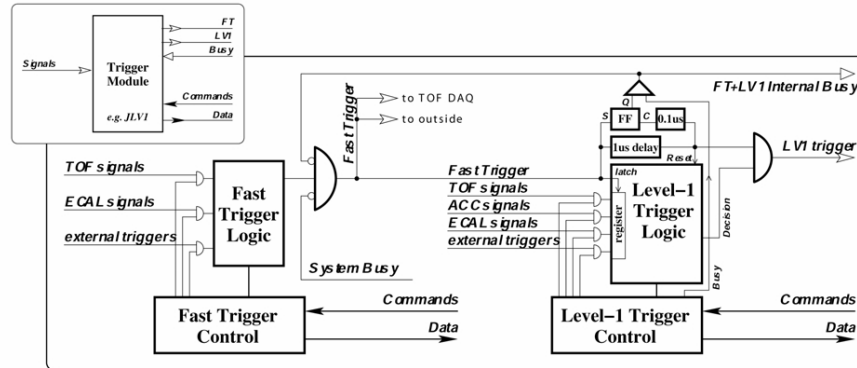 Signals
Trigger
Module
e.g. JLV1
FT
LV1
Busy
Commands
Data
TOF signals
ECAL signals
external triggers
Fast
Trigger
Logic
Fast Trigger
to TOF DAQ
to outside
System Busy
Fast Trigger
Control
Commands
Data
FT+LV1 Internal Busy
Q
S
FF
C
0.1us
1us delay
Reset
LV1 trigger
Fast Trigger
TOF signals
ACC signals
ECAL signals
external triggers
latch
register
Level-1
Trigger
Logic
Decision
Busy
Level-1 Trigger
Control
Commands
Data